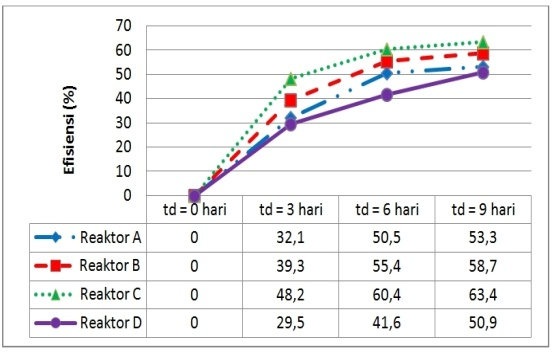 70
60
50
40
30
20
10
0
Efisiensi (%)
td = 0 hari td = 3 hari td = 6 hari td = 9 hari
Reaktor A 0 32,1 50,5 53,3
Reaktor B 0 39,3 55,4 58,7
Reaktor C 0 48,2 60,4 63,4
Reaktor D 0 29,5 41,6 50,9